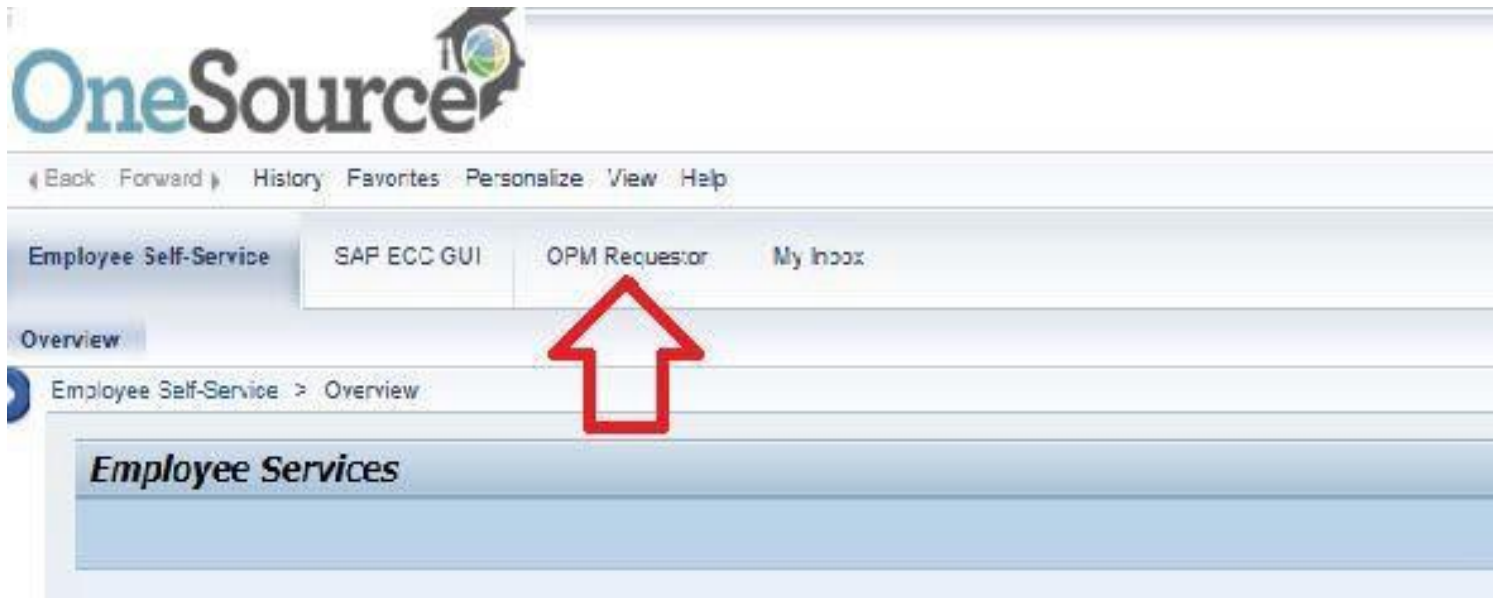 OneSource
Back Forward History Favorites Personalize View Help
Employee Self-Service SAP ECC GUI OPM Requestor My Inbox
Overview
Employee Self-Service > Overview
Employee Services